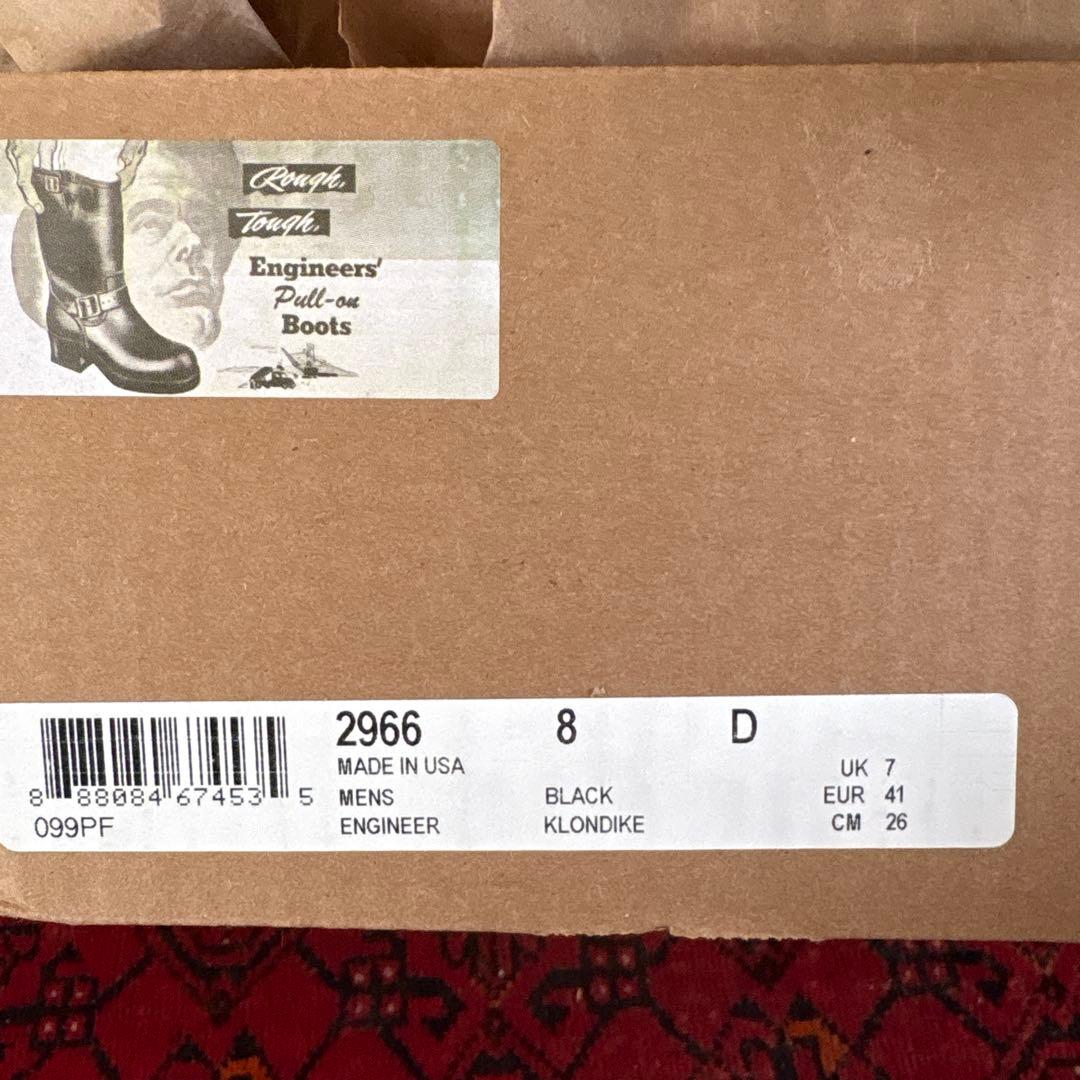 Rough,
Tough,
Engineers'
Pull-on
Boots
2966 8 D
MADE IN USA UK 7
8 88084 67453 5 MENS BLACK EUR 41
099PF ENGINEER KLONDIKE CM 26